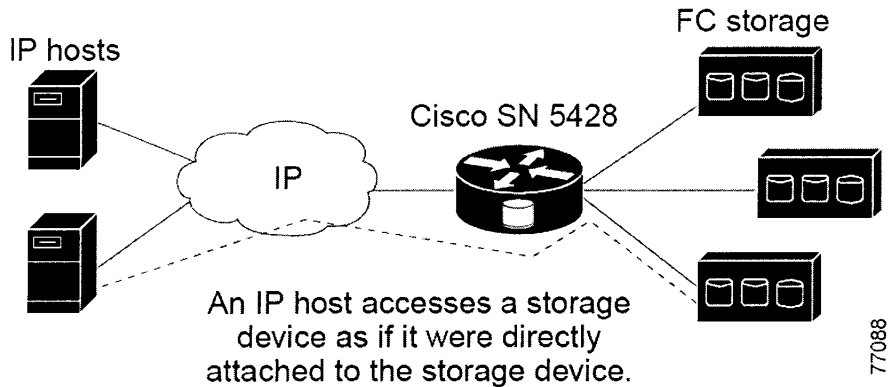 IP hosts
FC storage
Cisco SN 5428
IP
An IP host accesses a storage
device as if it were directly
attached to the storage device.
77088